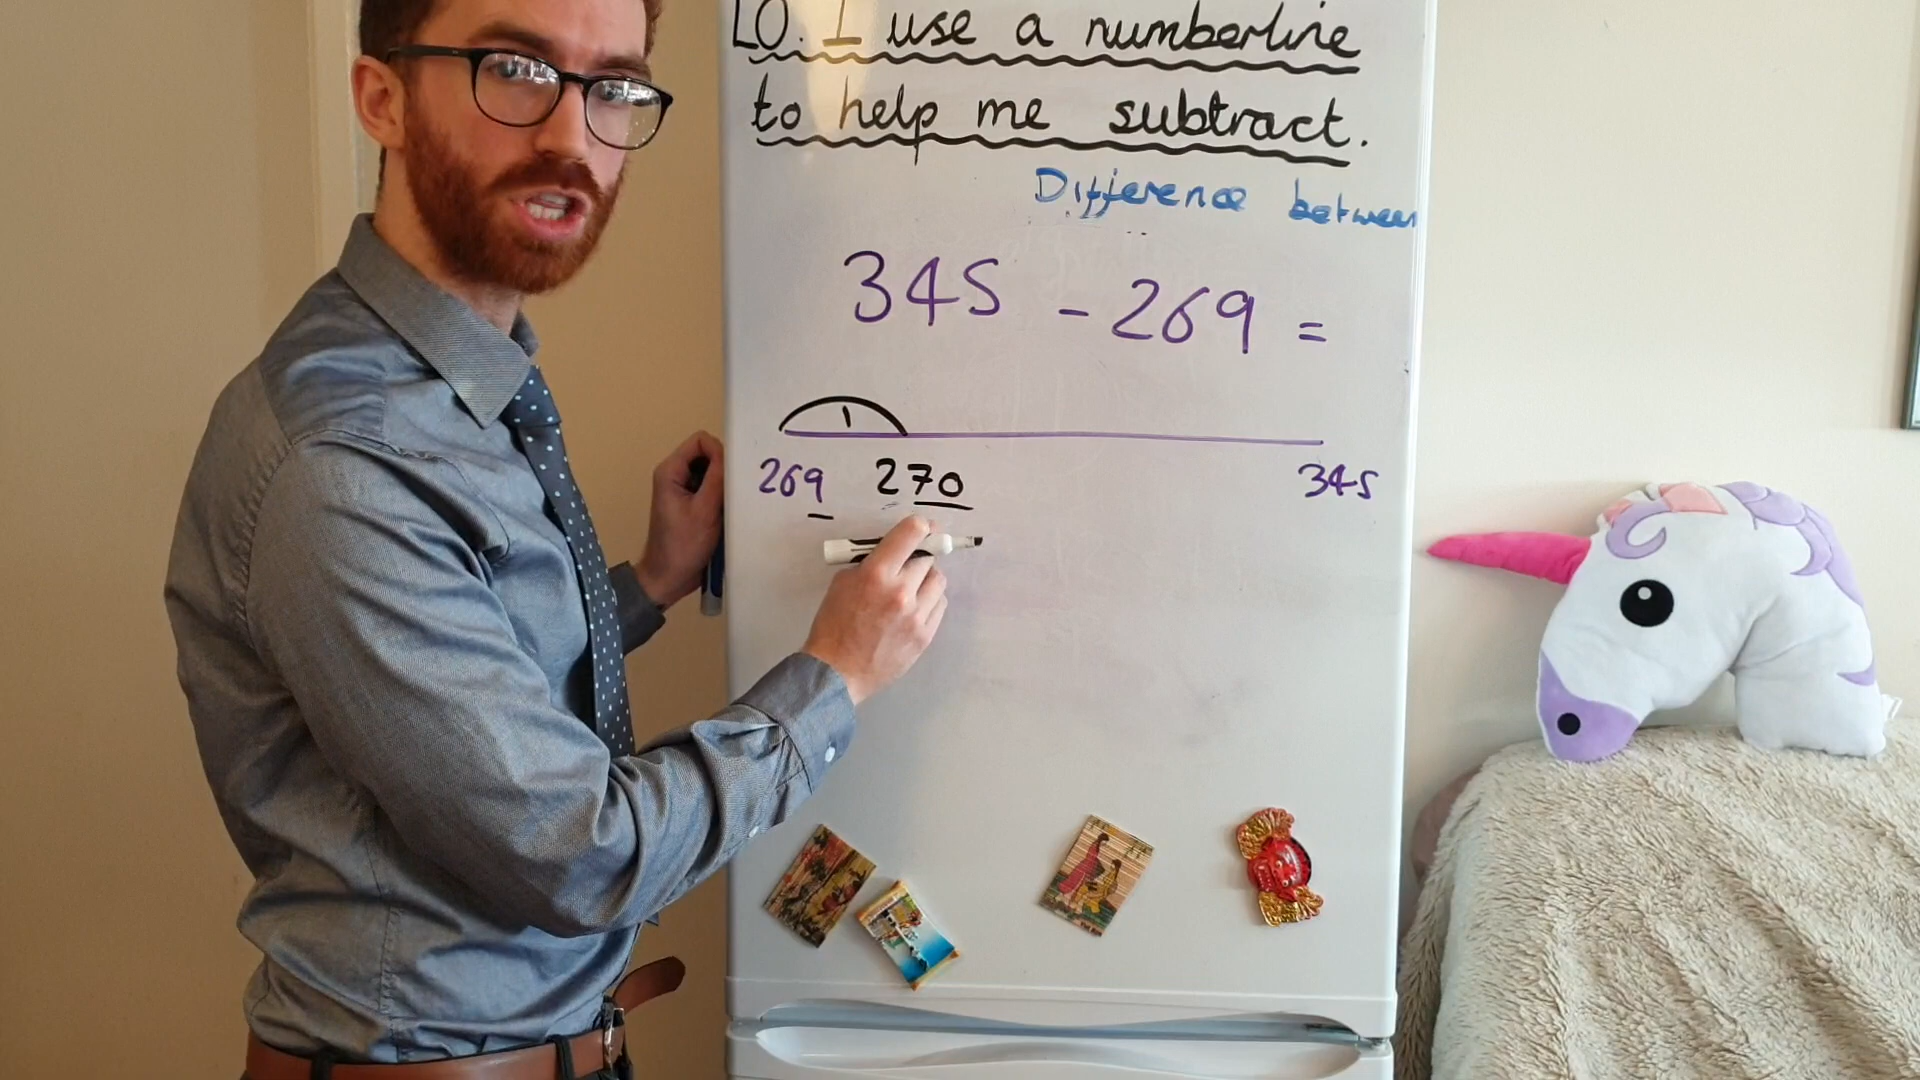 LO. I use a numberline
to help me subtract.
Difference between
345 - 269 =
1
269 270 345